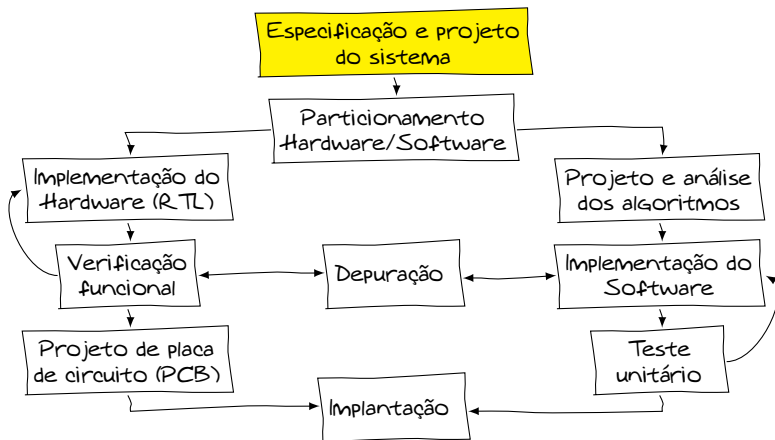 Especificação e projeto
do sistema
Particionamento
Hardware/Software
Implementação do
Hardware (RTL)
Projeto e análise
dos algoritmos
Verificação
funcional
Depuração
Implementação do
Software
Projeto de placa
de circuito (PCB)
Teste
unitário
Implantação